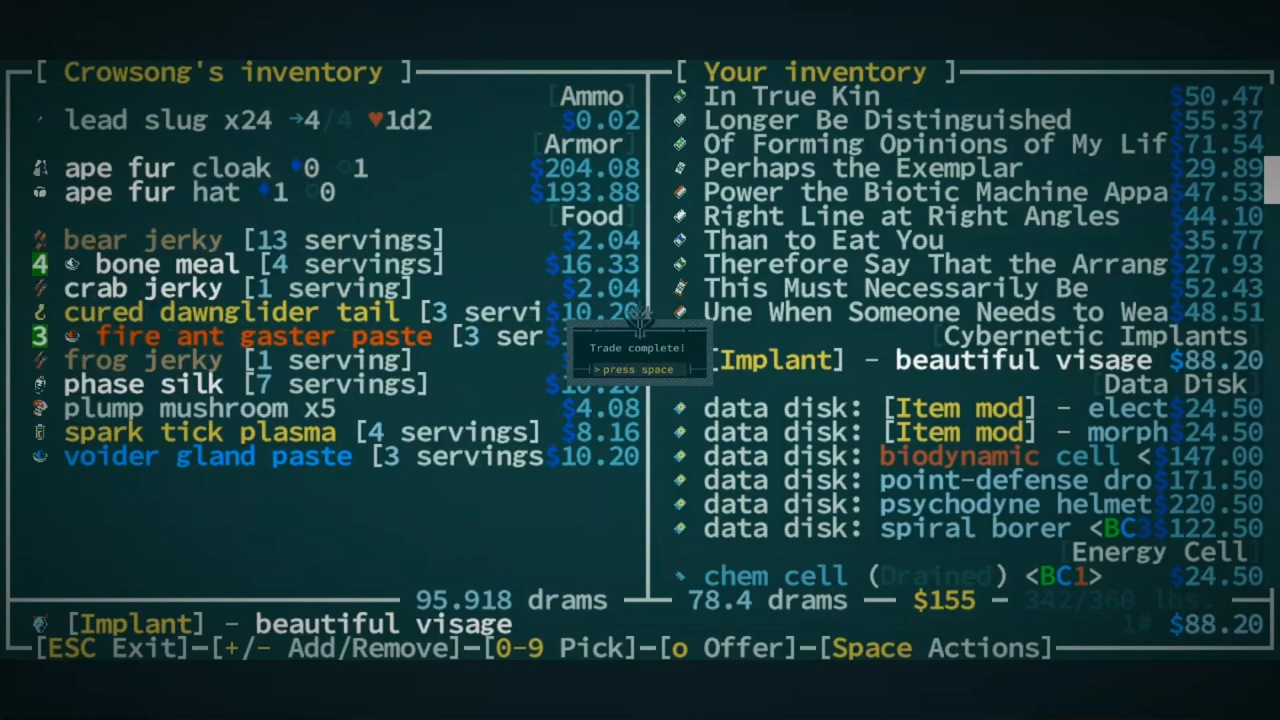 [ Crowsong's inventory ]
[Ammo]
lead slug x24 →4/4 ♥1d2 $0.02
[Armor]
ape fur cloak ♦0 ○1 $204.08
ape fur hat ♦1 ○0 $193.88
[Food]
bear jerky [13 servings] $2.04
4 bone meal [4 servings] $16.33
crab jerky [1 serving] $2.04
cured dawnglider tail [3 servi $10.20
3 fire ant gaster paste [3 ser
frog jerky [1 serving]
phase silk [7 servings]
plump mushroom x5 $4.08
spark tick plasma [4 servings] $8.16
voider gland paste [3 servings $10.20
95.918 drams
[ Your inventory ]
In True Kin $50.47
Longer Be Distinguished $55.37
Of Forming Opinions of My Lif $71.54
Perhaps the Exemplar $29.89
Power the Biotic Machine Appa $47.53
Right Line at Right Angles $44.10
Than to Eat You $35.77
Therefore Say That the Arrang $27.93
This Must Necessarily Be $52.43
Une When Someone Needs to Wea $48.51
[Cybernetic Implants]
[Implant] - beautiful visage $88.20
[Data Disk]
data disk: [Item mod] - elect $24.50
data disk: [Item mod] - morph $24.50
data disk: biodynamic cell < $147.00
data disk: point-defense dro $171.50
data disk: psychodyne helmet $220.50
data disk: spiral borer <BC3 $122.50
[Energy Cell]
chem cell (Drained) <BC1> $24.50
78.4 drams — $155 — 342/360 lbs.
Trade complete!
> press space
[Implant] - beautiful visage 1# $88.20
[ESC Exit]—[+/- Add/Remove]—[0-9 Pick]—[o Offer]—[Space Actions]